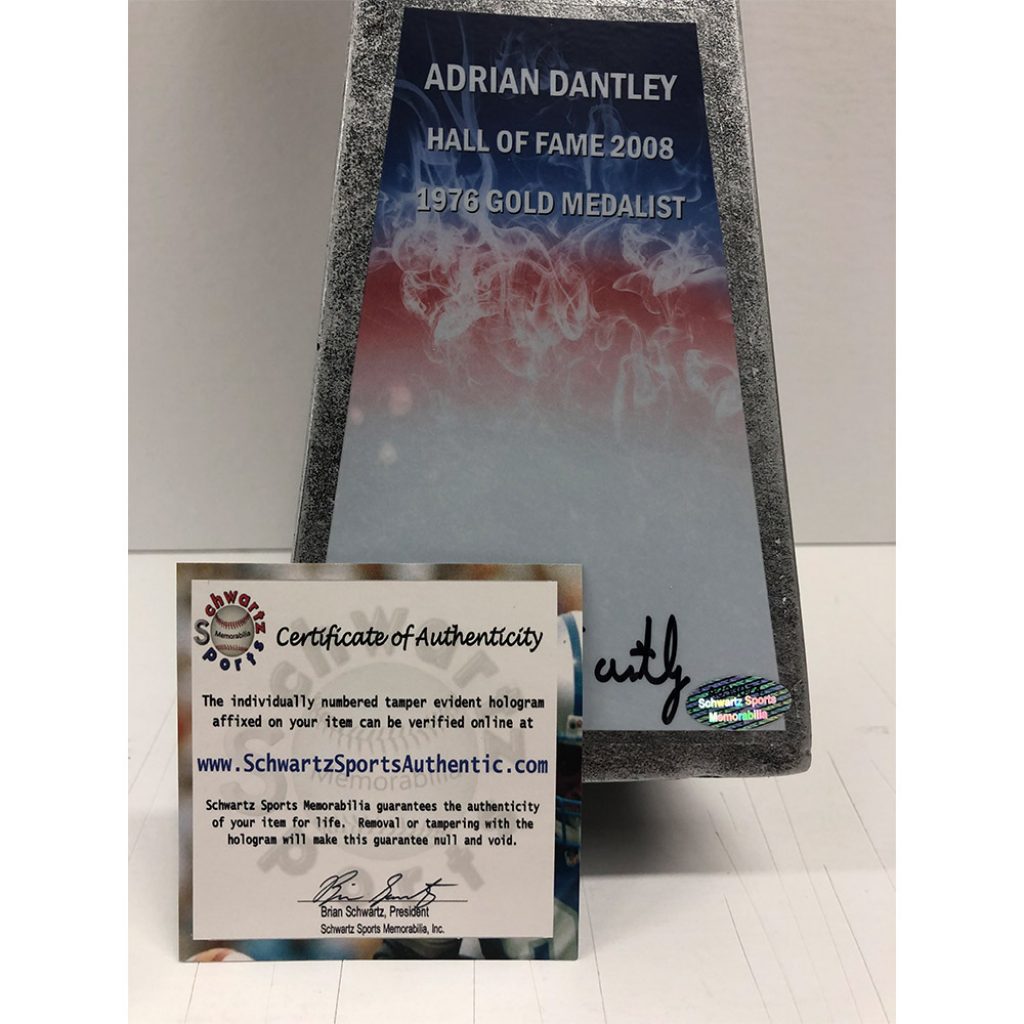 ADRIAN DANTLEY
HALL OF FAME 2008
1976 GOLD MEDALIST
Schwartz Sports
Memorabilia
Schwartz
Sports
Memorabilia
Certificate of Authenticity
The individually numbered tamper evident hologram
affixed on your item can be verified online at
www.SchwartzSportsAuthentic.com
Schwartz Sports Memorabilia guarantees the authenticity
of your item for life. Removal or tampering with the
hologram will make this guarantee null and void.
Brian Schwartz, President
Schwartz Sports Memorabilia, Inc.